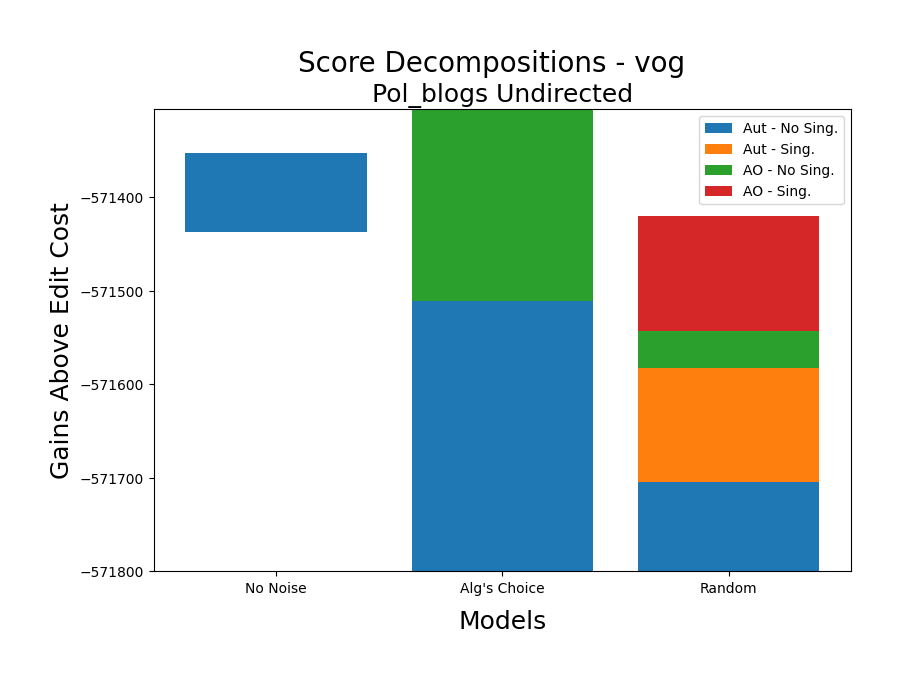 Score Decompositions - vog
Pol_blogs Undirected
Aut - No Sing.
Aut - Sing.
AO - No Sing.
AO - Sing.
Gains Above Edit Cost
−571400
−571500
−571600
−571700
−571800
No Noise
Alg's Choice
Random
Models